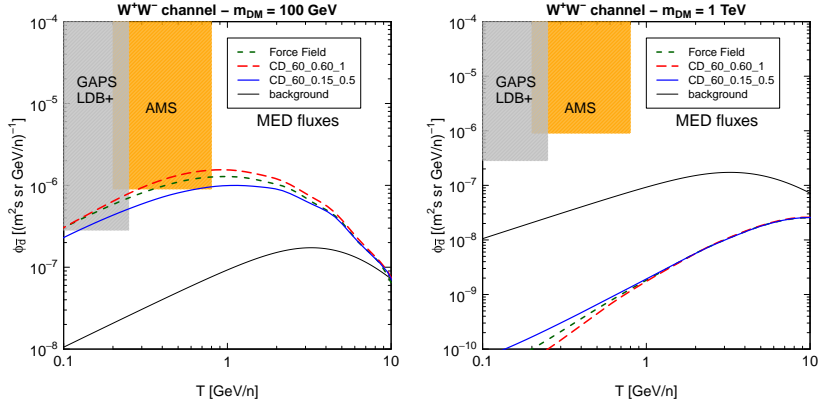 W⁺W⁻ channel – m_DM = 100 GeV
10⁻⁴
10⁻⁵
10⁻⁶
10⁻⁷
10⁻⁸
ϕ_d̅ [(m²s sr GeV/n)⁻¹]
GAPS
LDB+
AMS
Force Field
CD_60_0.60_1
CD_60_0.15_0.5
background
MED fluxes
0.1
1
10
T [GeV/n]
W⁺W⁻ channel – m_DM = 1 TeV
10⁻⁴
10⁻⁵
10⁻⁶
10⁻⁷
10⁻⁸
10⁻⁹
10⁻¹⁰
ϕ_d̅ [(m²s sr GeV/n)⁻¹]
GAPS
LDB+
AMS
Force Field
CD_60_0.60_1
CD_60_0.15_0.5
background
MED fluxes
0.1
1
10
T [GeV/n]